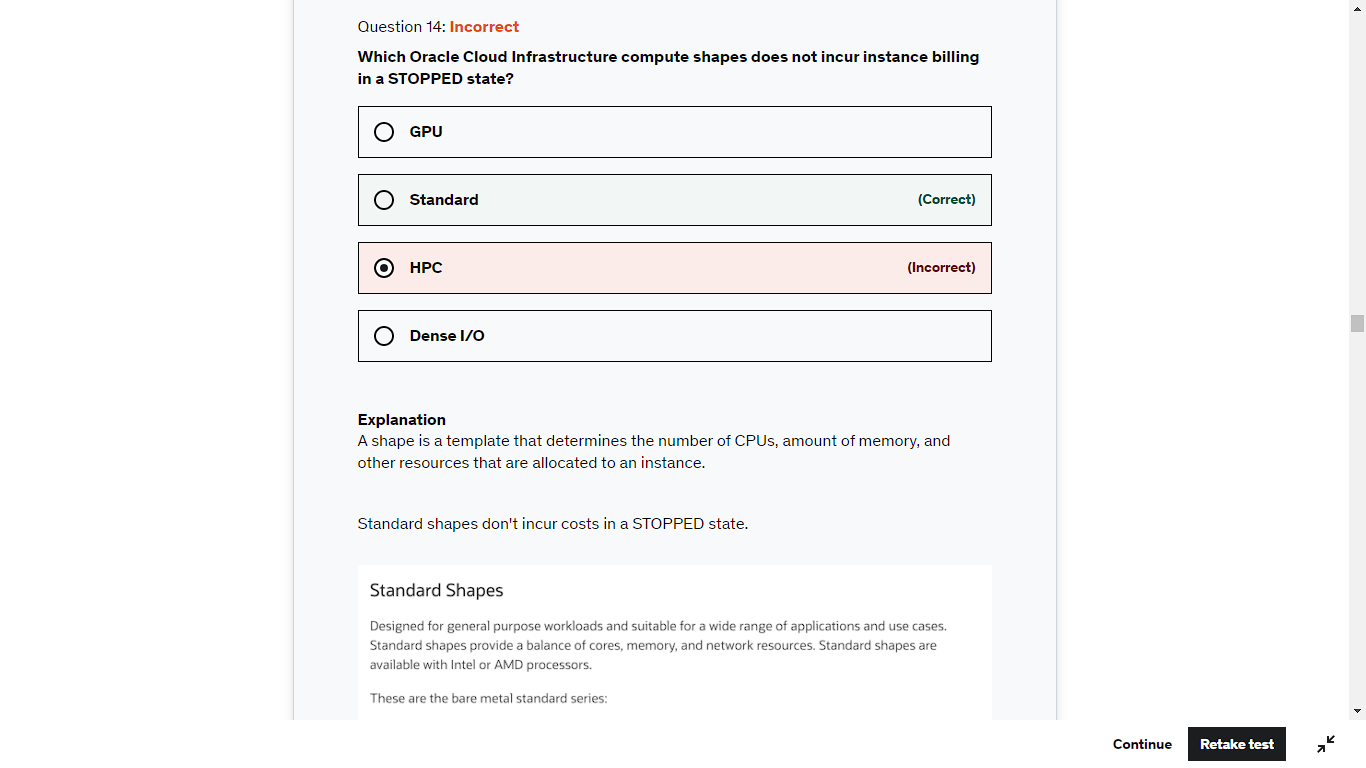 Question 14: Incorrect
Which Oracle Cloud Infrastructure compute shapes does not incur instance billing
in a STOPPED state?
GPU
Standard (Correct)
HPC (Incorrect)
Dense I/O
Explanation
A shape is a template that determines the number of CPUs, amount of memory, and
other resources that are allocated to an instance.
Standard shapes don't incur costs in a STOPPED state.
Standard Shapes
Designed for general purpose workloads and suitable for a wide range of applications and use cases.
Standard shapes provide a balance of cores, memory, and network resources. Standard shapes are
available with Intel or AMD processors.
These are the bare metal standard series:
Continue Retake test